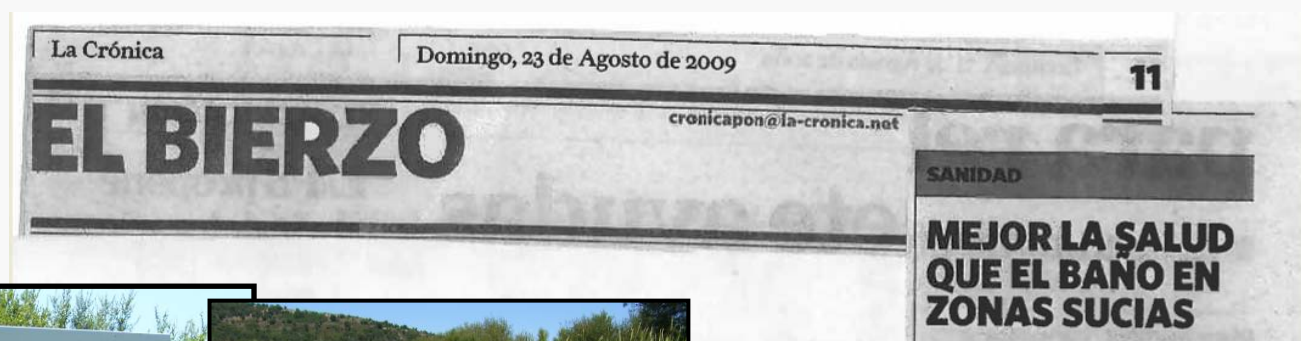 La Crónica
Domingo, 23 de Agosto de 2009
11
EL BIERZO
cronicapon@la-cronica.net
SANIDAD
MEJOR LA SALUD
QUE EL BAÑO EN
ZONAS SUCIAS